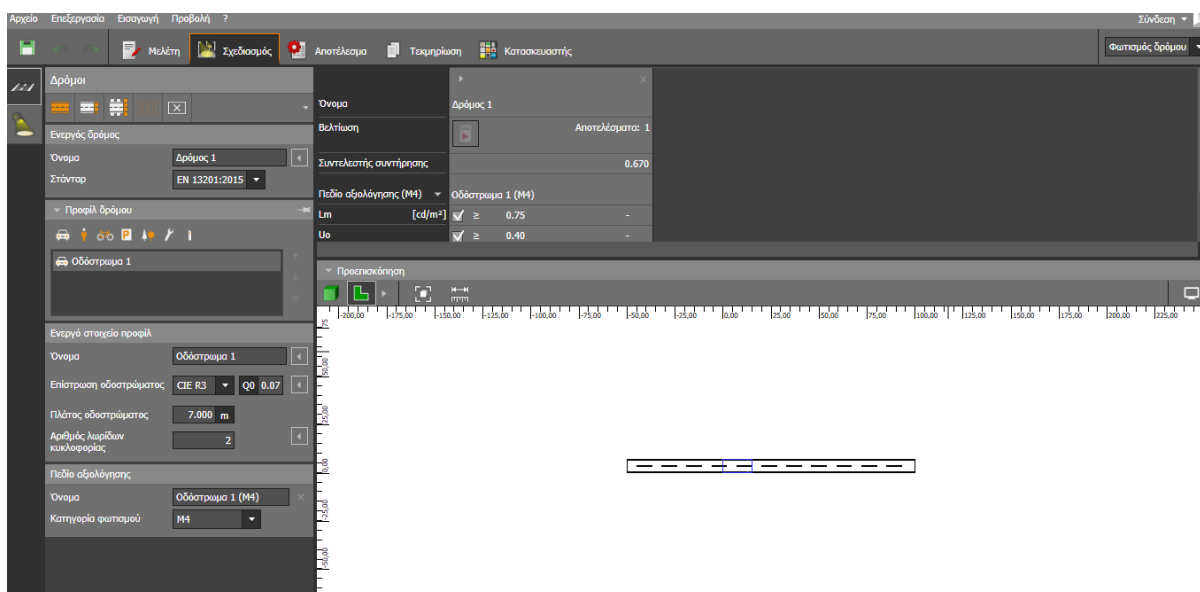 Αρχείο Επεξεργασία Εισαγωγή Προβολή ? Σύνδεση
Μελέτη Σχεδιασμός Αποτέλεσμα Τεκμηρίωση Κατασκευαστής Φωτισμός δρόμου
Δρόμοι
Ενεργός δρόμος
Όνομα Δρόμος 1
Στάνταρ EN 13201:2015
Προφίλ δρόμου
Οδόστρωμα 1
Ενεργό στοιχείο προφίλ
Όνομα Οδόστρωμα 1
Επίστρωση οδοστρώματος CIE R3 Q0 0.07
Πλάτος οδοστρώματος 7.000 m
Αριθμός λωρίδων
κυκλοφορίας 2
Πεδίο αξιολόγησης
Όνομα Οδόστρωμα 1 (M4)
Κατηγορία φωτισμού M4
Όνομα Δρόμος 1
Βελτίωση Αποτελέσματα: 1
Συντελεστής συντήρησης 0.670
Πεδίο αξιολόγησης (M4) Οδόστρωμα 1 (M4)
Lm [cd/m²] ≥ 0.75 -
Uo ≥ 0.40 -
Προεπισκόπηση
-200,00 -175,00 -150,00 -125,00 -100,00 -75,00 -50,00 -25,00 0,00 25,00 50,00 75,00 100,00 125,00 150,00 175,00 200,00 225,00
75
50,00
25,00
0,00
-25,00
-50,00